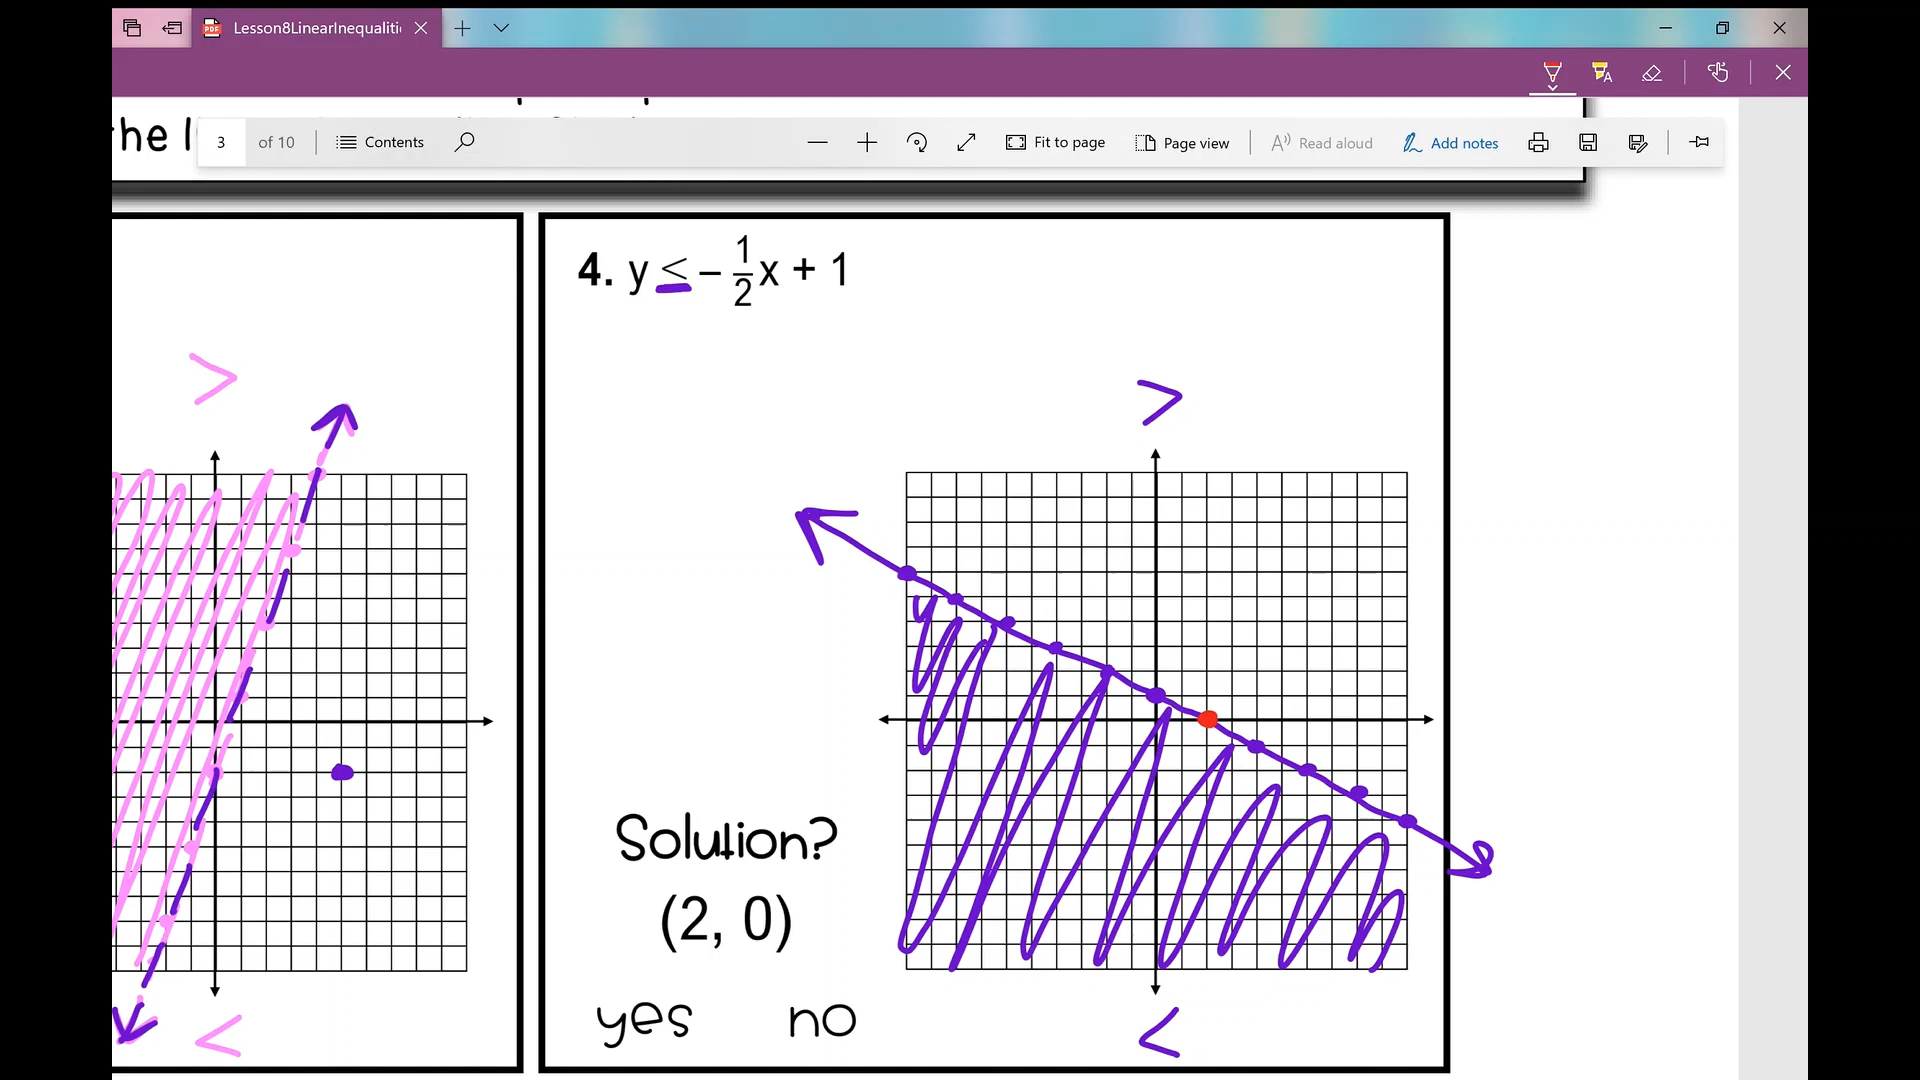 Lesson8LinearInequaliti
he l
3 of 10 Contents Fit to page Page view Read aloud Add notes
4. y ≤ -1/2x + 1
>
>
Solution?
(2, 0)
yes no
<
<